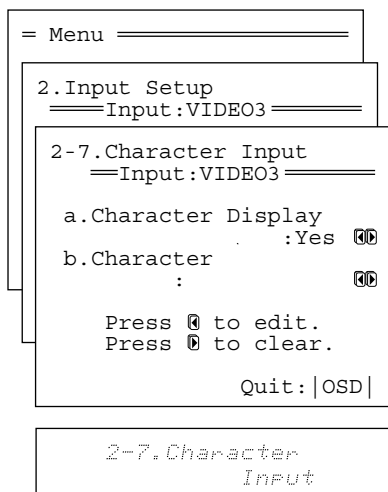 = Menu
2.Input Setup
Input:VIDEO3
2-7.Character Input
Input:VIDEO3
a.Character Display
:Yes
b.Character
:
Press to edit.
Press to clear.
Quit:|OSD|
2-7.Character
Input